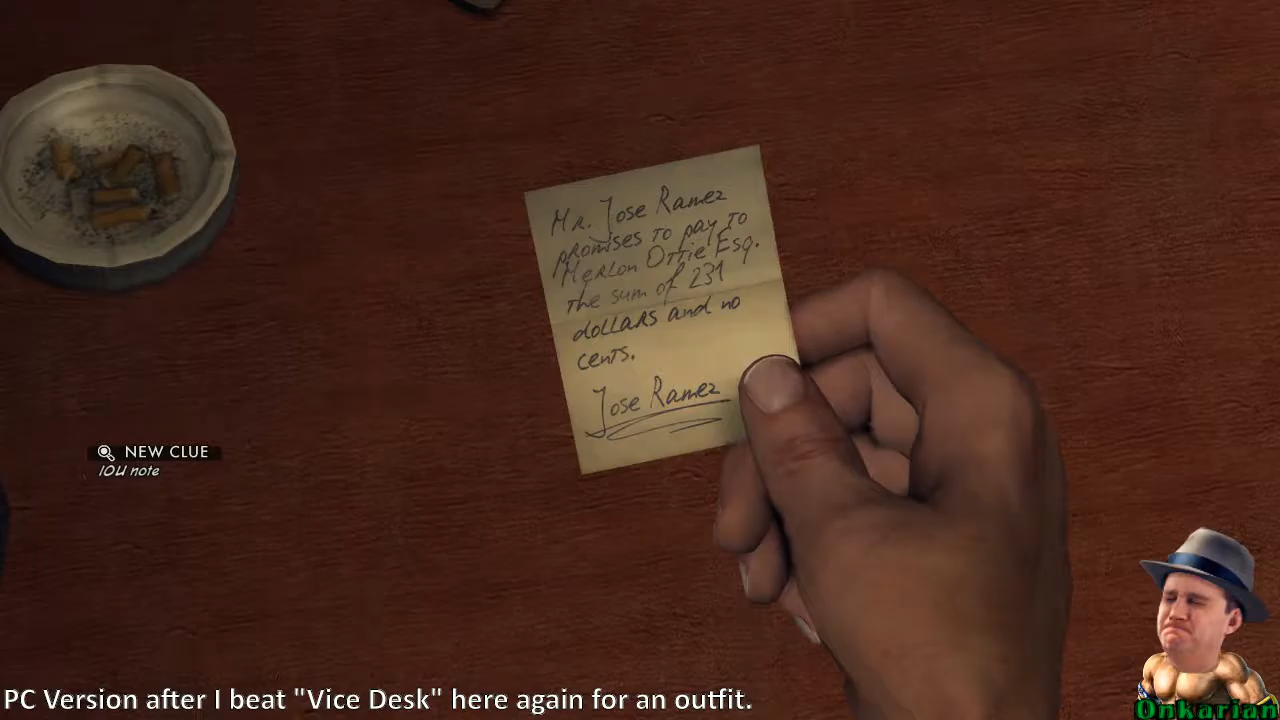 Mr. Jose Ramez
promises to pay to
Merlon Ottie Esq.
the sum of 231
dollars and no
cents.
Jose Ramez
NEW CLUE
IOU note
PC Version after I beat "Vice Desk" here again for an outfit.
Onkarian